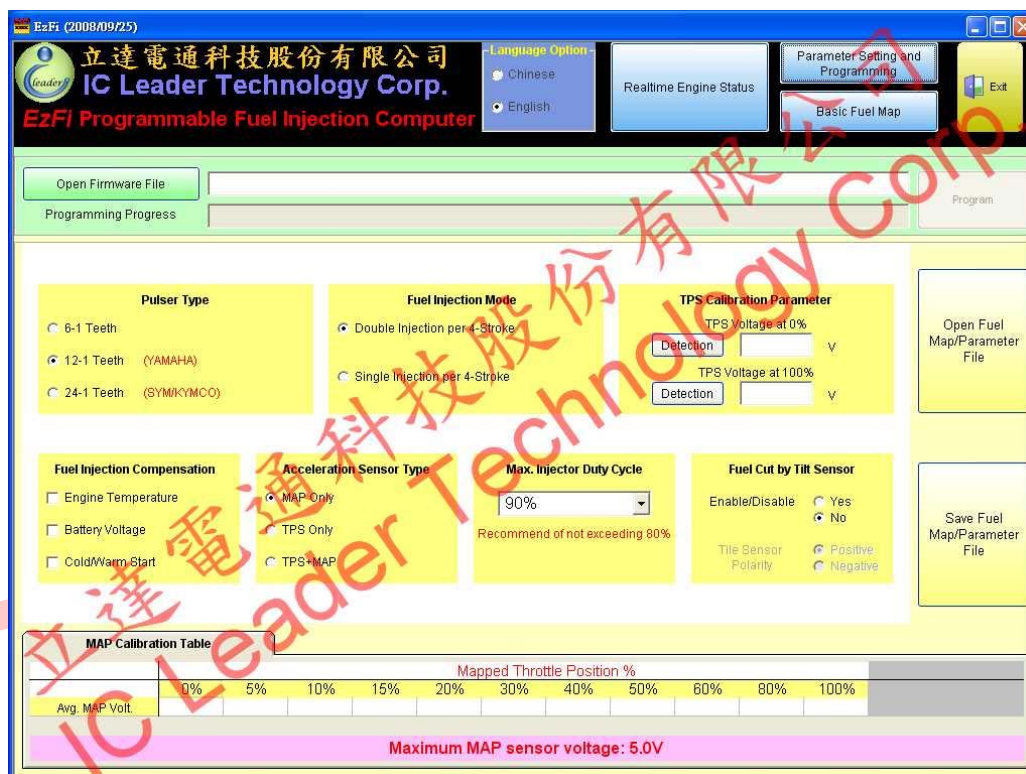 EzFi (2008/09/25)
leader
立達電通科技股份有限公司
IC Leader Technology Corp.
EzFi Programmable Fuel Injection Computer
Language Option
Chinese
English
Realtime Engine Status
Parameter Setting and
Programming
Basic Fuel Map
Exit
Open Firmware File
Programming Progress
Program
Pulser Type
6-1 Teeth
12-1 Teeth (YAMAHA)
24-1 Teeth (SYM/KYMCO)
Fuel Injection Mode
Double Injection per 4-Stroke
Single Injection per 4-Stroke
TPS Calibration Parameter
TPS Voltage at 0%
Detection V
TPS Voltage at 100%
Detection V
Open Fuel
Map/Parameter
File
Fuel Injection Compensation
Engine Temperature
Battery Voltage
Cold/Warm Start
Acceleration Sensor Type
MAP Only
TPS Only
TPS+MAP
Max. Injector Duty Cycle
90%
Recommend of not exceeding 80%
Fuel Cut by Tilt Sensor
Enable/Disable Yes
No
Tile Sensor
Polarity
Positive
Negative
Save Fuel
Map/Parameter
File
MAP Calibration Table
Mapped Throttle Position %
0% 5% 10% 15% 20% 30% 40% 50% 60% 80% 100%
Avg. MAP Volt.
Maximum MAP sensor voltage: 5.0V
立達電通科技股份有限公司
IC Leader Technology Corp.